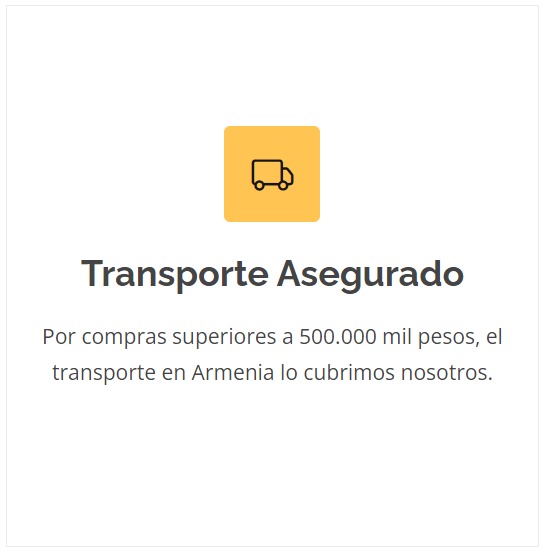 Transporte Asegurado
Por compras superiores a 500.000 mil pesos, el
transporte en Armenia lo cubrimos nosotros.